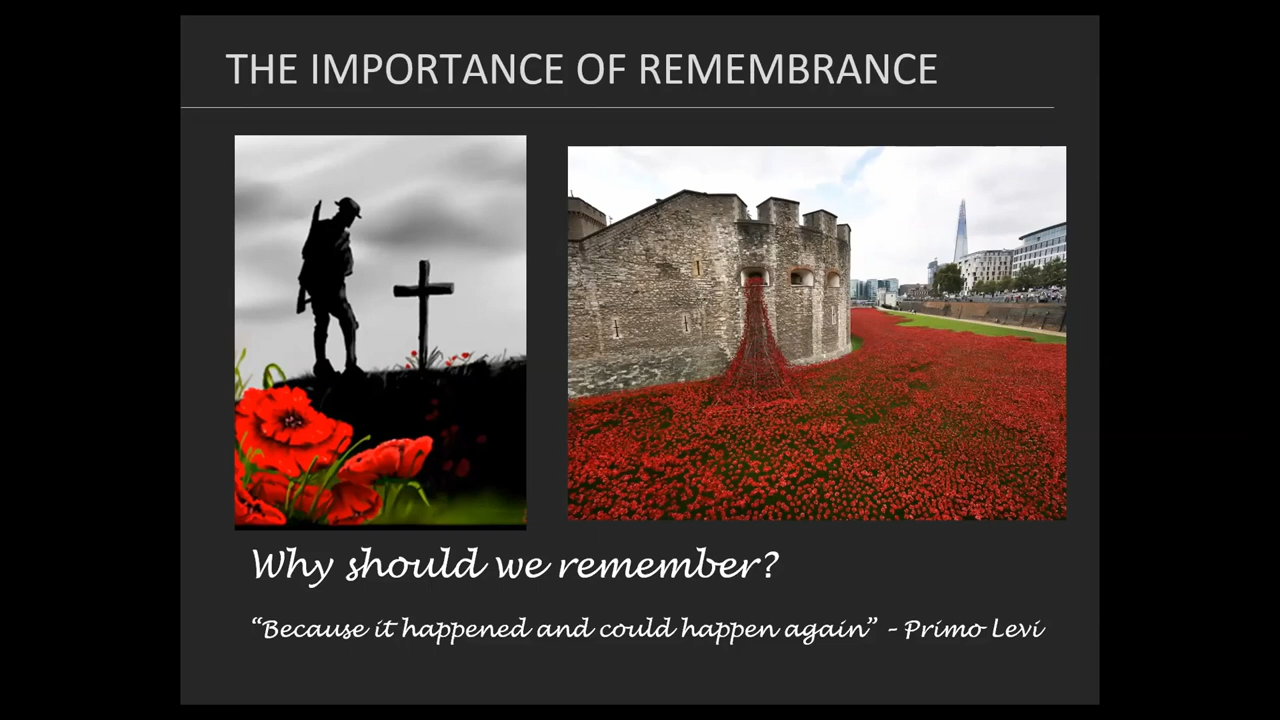 THE IMPORTANCE OF REMEMBRANCE
Why should we remember?
“Because it happened and could happen again” – Primo Levi